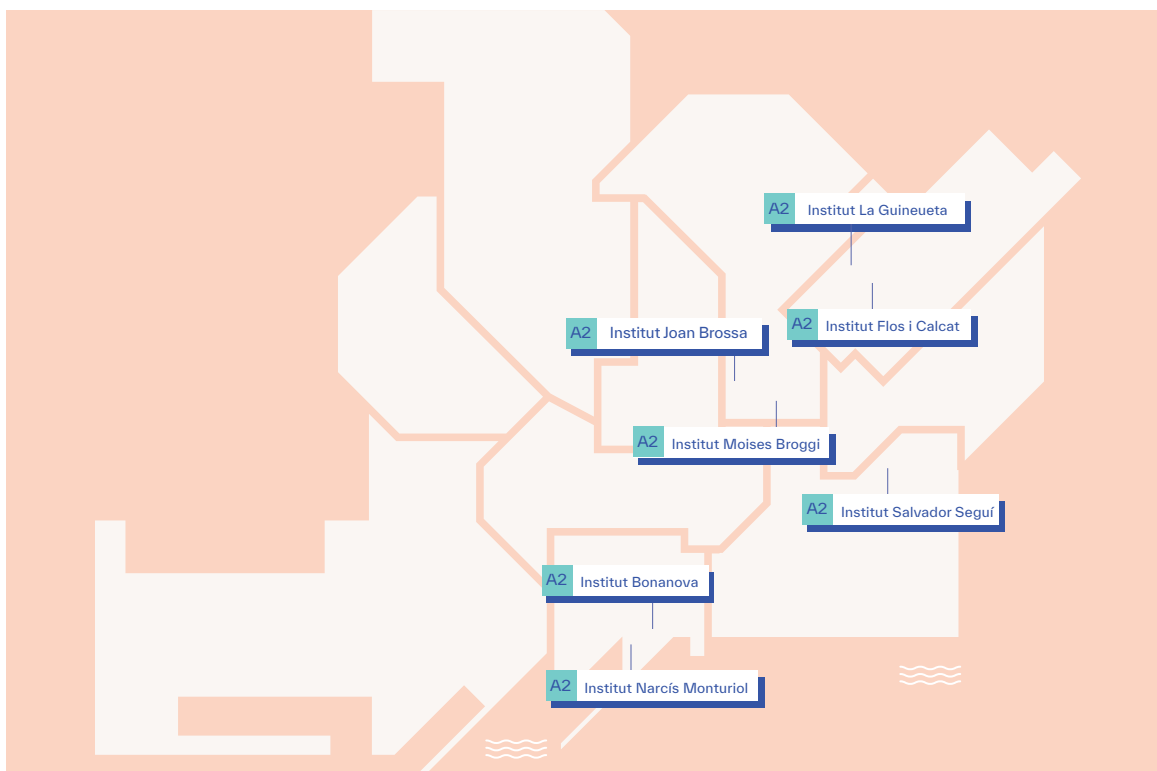 A2 Institut La Guineueta
A2 Institut Flos i Calcat
A2 Institut Joan Brossa
A2 Institut Moises Broggi
A2 Institut Salvador Seguí
A2 Institut Bonanova
A2 Institut Narcís Monturiol